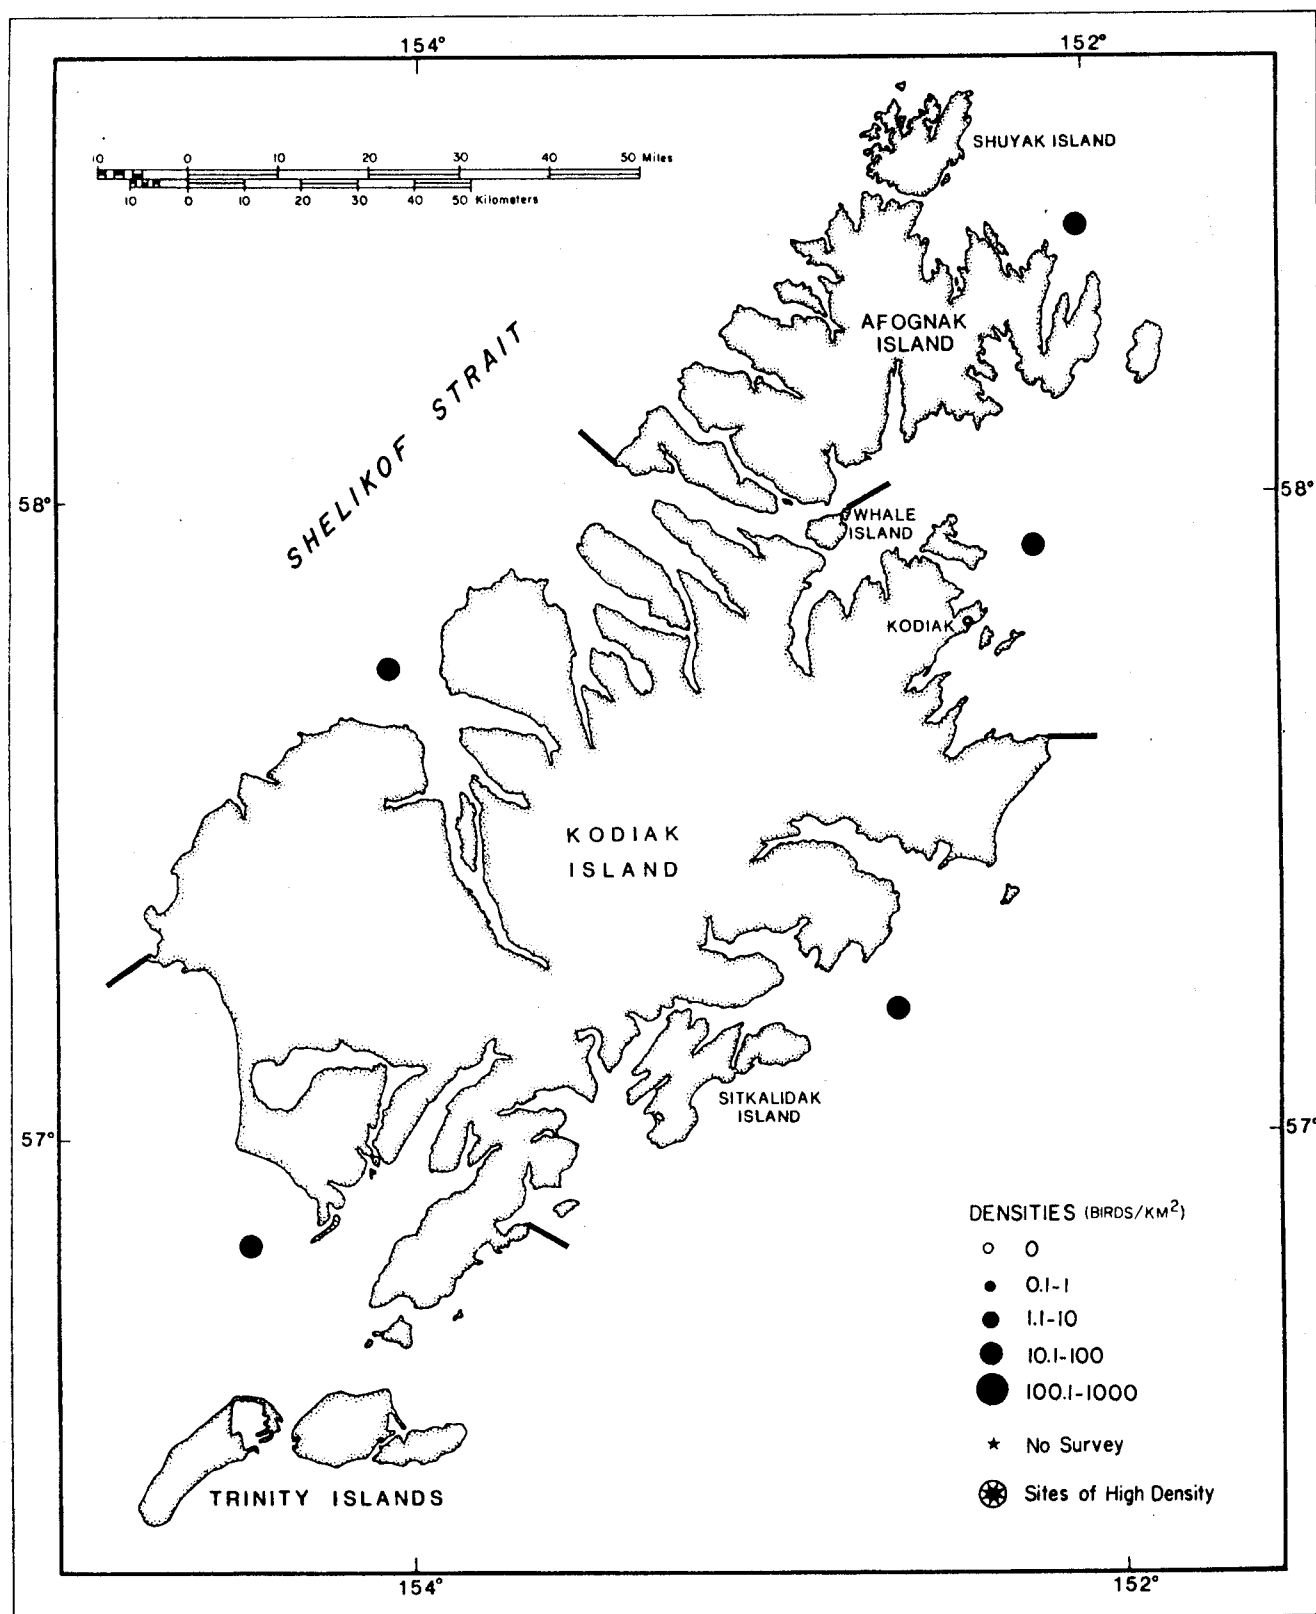 154° 152°
SHUYAK ISLAND
10 0 10 20 30 40 50 Miles
10 0 10 20 30 40 50 Kilometers
AFOGNAK
ISLAND
SHELIKOF STRAIT
58° 58°
WHALE
ISLAND
KODIAK
KODIAK
ISLAND
SITKALIDAK
ISLAND
57° 57°
DENSITIES (BIRDS/KM²)
0
0.1-1
1.1-10
10.1-100
100.1-1000
No Survey
Sites of High Density
TRINITY ISLANDS
154° 152°